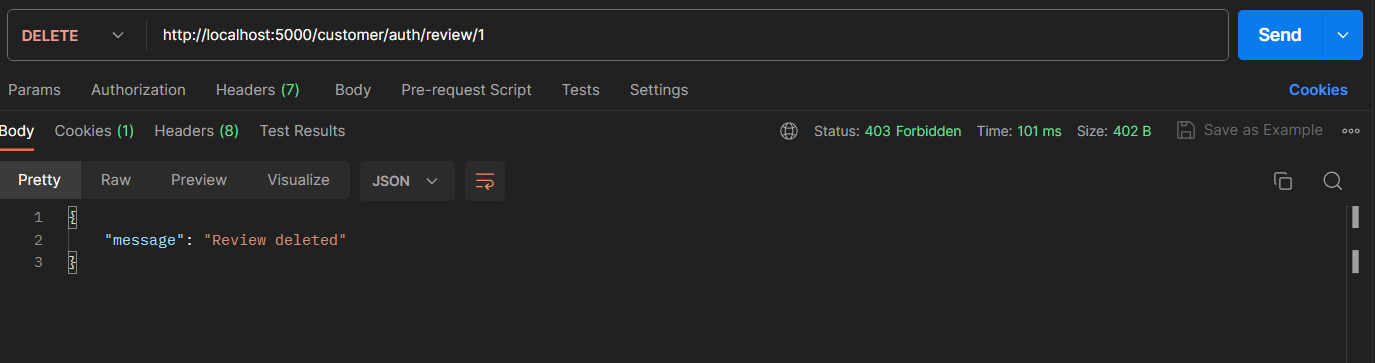 DELETE http://localhost:5000/customer/auth/review/1 Send
Params Authorization Headers (7) Body Pre-request Script Tests Settings Cookies
Body Cookies (1) Headers (8) Test Results Status: 403 Forbidden Time: 101 ms Size: 402 B Save as Example
Pretty Raw Preview Visualize JSON
1 {
2 "message": "Review deleted"
3 }